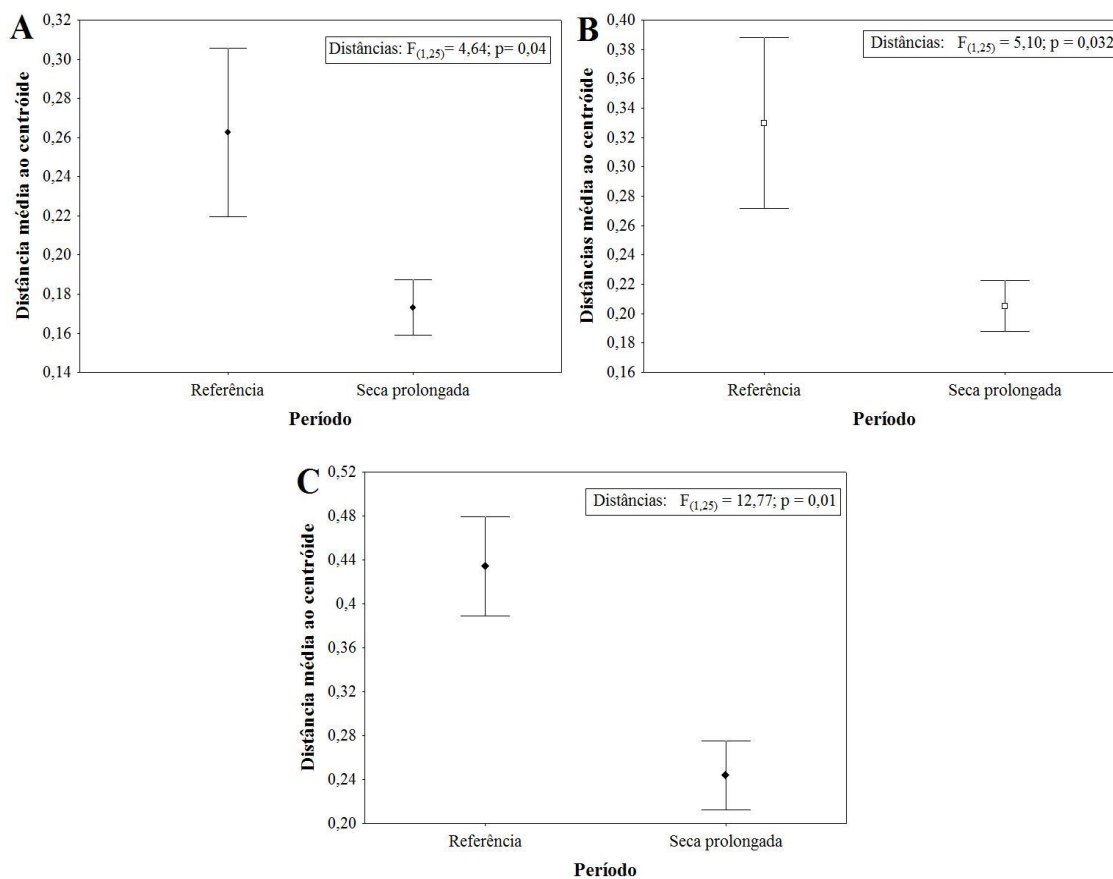 A
Distância média ao centróide
0,32
0,30
0,28
0,26
0,24
0,22
0,20
0,18
0,16
0,14
Distâncias: F(1,25)= 4,64; p= 0,04
Referência
Seca prolongada
Período
B
Distâncias média ao centróide
0,40
0,38
0,36
0,34
0,32
0,30
0,28
0,26
0,24
0,22
0,20
0,18
0,16
Distâncias: F(1,25) = 5,10; p = 0,032
Referência
Seca prolongada
Período
C
Distância média ao centróide
0,52
0,48
0,44
0,4
0,36
0,32
0,28
0,24
0,20
Distâncias: F(1,25) = 12,77; p = 0,01
Referência
Seca prolongada
Período